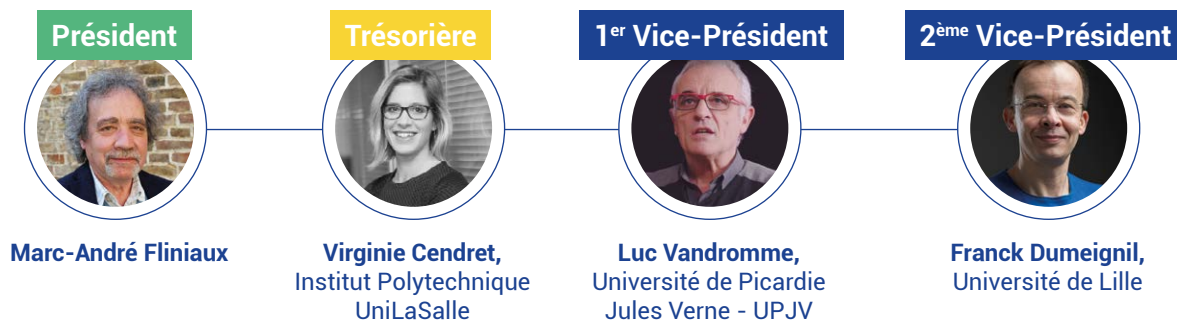 Président
Trésorière
1er Vice-Président
2ème Vice-Président
Marc-André Fliniaux
Virginie Cendret,
Institut Polytechnique
UniLaSalle
Luc Vandromme,
Université de Picardie
Jules Verne - UPJV
Franck Dumeignil,
Université de Lille